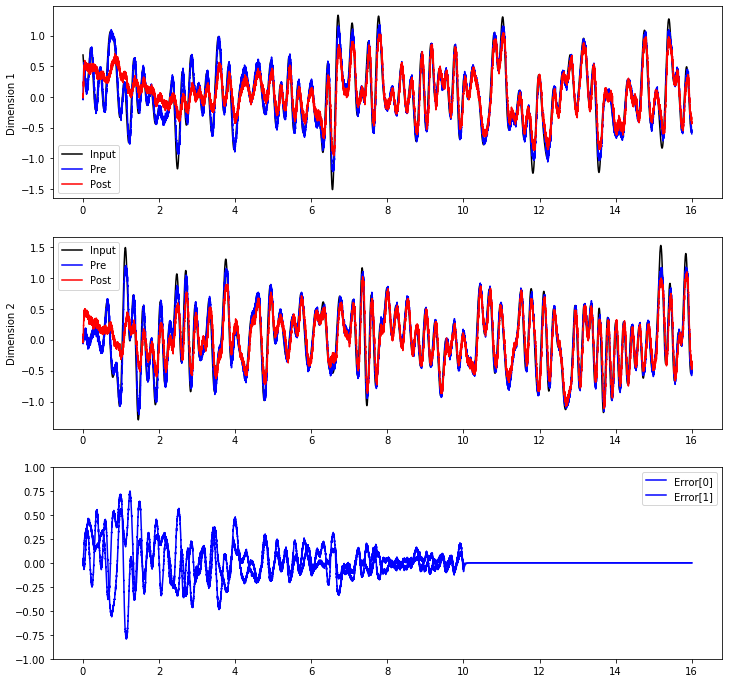 Dimension 1
1.0
0.5
0.0
−0.5
−1.0
−1.5
Input
Pre
Post
0 2 4 6 8 10 12 14 16
Dimension 2
1.5
1.0
0.5
0.0
−0.5
−1.0
Input
Pre
Post
0 2 4 6 8 10 12 14 16
1.00
0.75
0.50
0.25
0.00
−0.25
−0.50
−0.75
−1.00
Error[0]
Error[1]
0 2 4 6 8 10 12 14 16